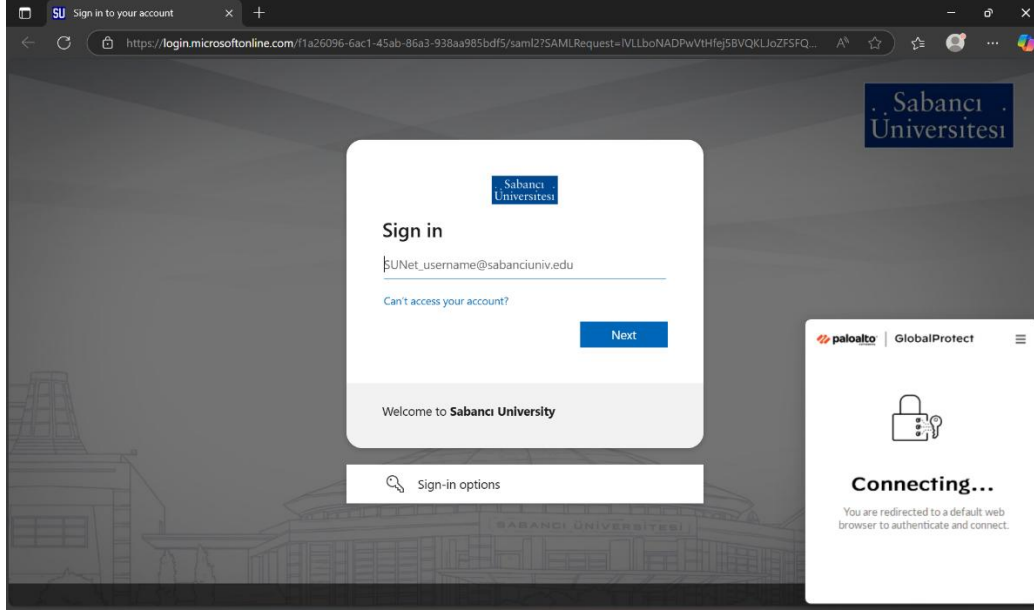 SU Sign in to your account
https://login.microsoftonline.com/f1a26096-6ac1-45ab-86a3-938aa985bdf5/saml2?SAMLRequest=lVLLboNADPwVtHfej5BVQKLJoZFSFQ...
Sabancı
Üniversitesi
Sabancı
Üniversitesi
Sign in
SUNet_username@sabanciuniv.edu
Can't access your account?
Next
Welcome to Sabancı University
Sign-in options
SABANCI ÜNİVERSİTESİ
paloalto GlobalProtect
Connecting...
You are redirected to a default web
browser to authenticate and connect.